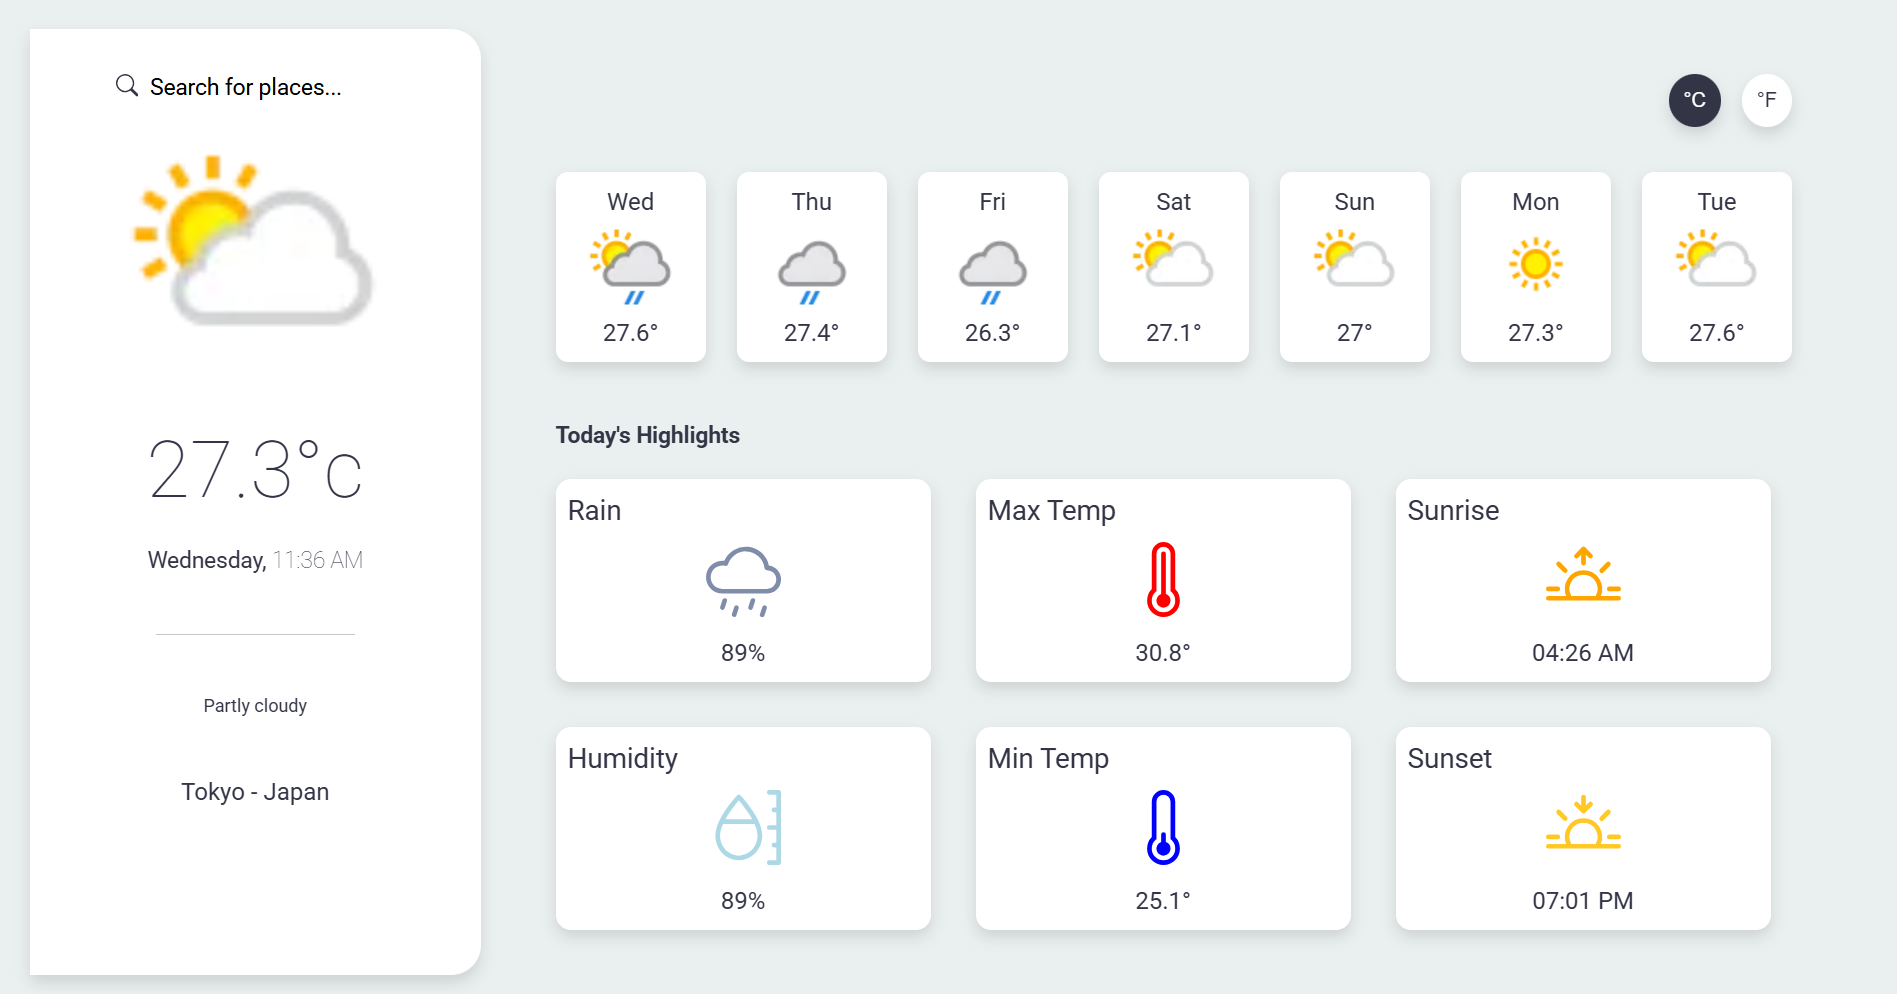 Search for places...
27.3°c
Wednesday, 11:36 AM
Partly cloudy
Tokyo - Japan
°C
°F
Wed
27.6°
Thu
27.4°
Fri
26.3°
Sat
27.1°
Sun
27°
Mon
27.3°
Tue
27.6°
Today's Highlights
Rain
89%
Max Temp
30.8°
Sunrise
04:26 AM
Humidity
89%
Min Temp
25.1°
Sunset
07:01 PM